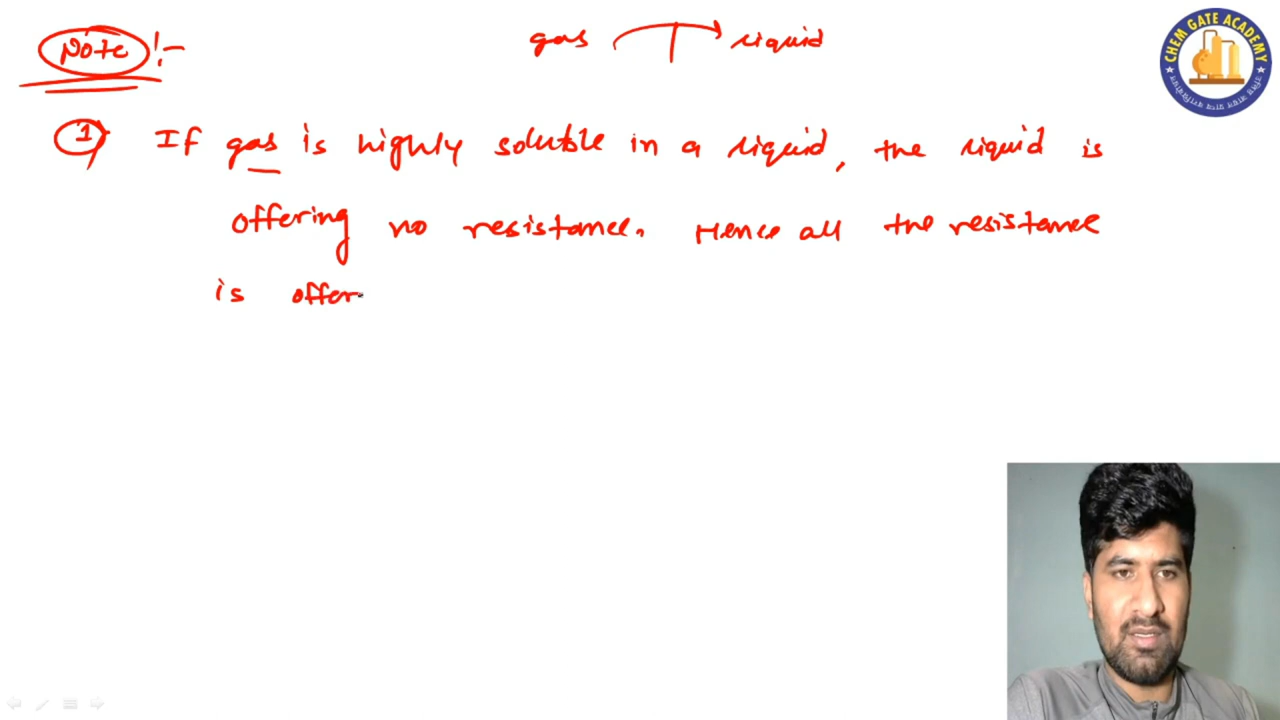 Note !-
gas liquid
CHEM GATE ACADEMY
1 If gas is highly soluble in a liquid, the liquid is
offering no resistance. Hence all the resistance
is offer